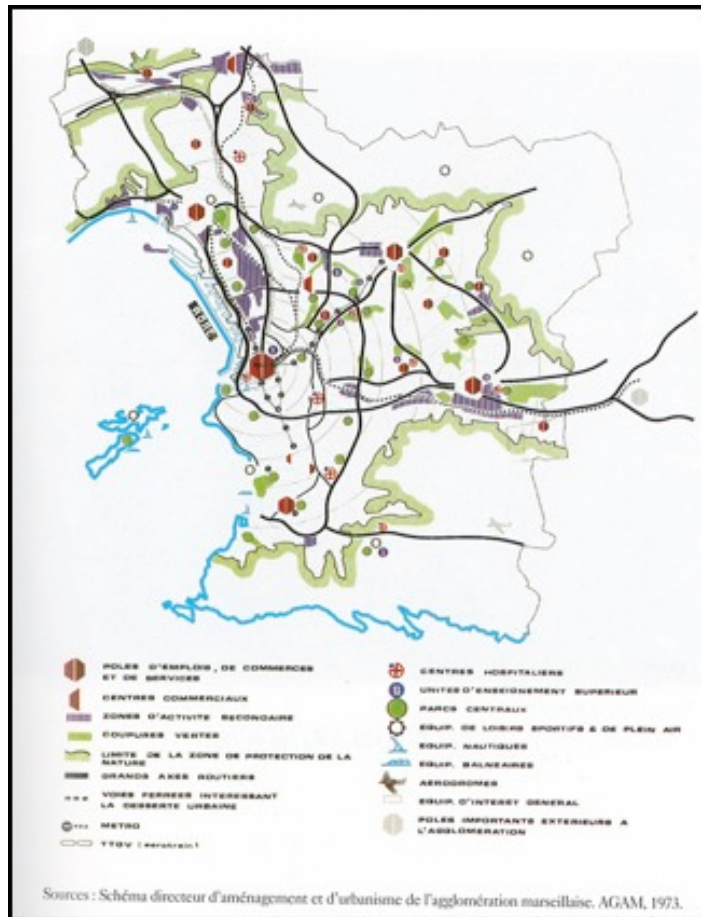 POLES D'EMPLOIS, DE COMMERCES
ET DE SERVICES
CENTRES COMMERCIAUX
ZONES D'ACTIVITE SECONDAIRE
COUPURES VERTES
LIMITE DE LA ZONE DE PROTECTION DE LA
NATURE
GRANDS AXES ROUTIERS
VOIES FERREES INTERESSANT
LA DESSERTE URBAINE
METRO
TTGV (aerotrain)
CENTRES HOSPITALIERS
UNITES D'ENSEIGNEMENT SUPERIEUR
PARCS CENTRAUX
EQUIP. DE LOISIRS SPORTIFS & DE PLEIN AIR
EQUIP. NAUTIQUES
EQUIP. BALNEAIRES
AERODROMES
EQUIP. D'INTERET GENERAL
POLES IMPORTANTS EXTERIEURS A
L'AGGLOMERATION
Sources : Schéma directeur d'aménagement et d'urbanisme de l'agglomération marseillaise. AGAM, 1973.